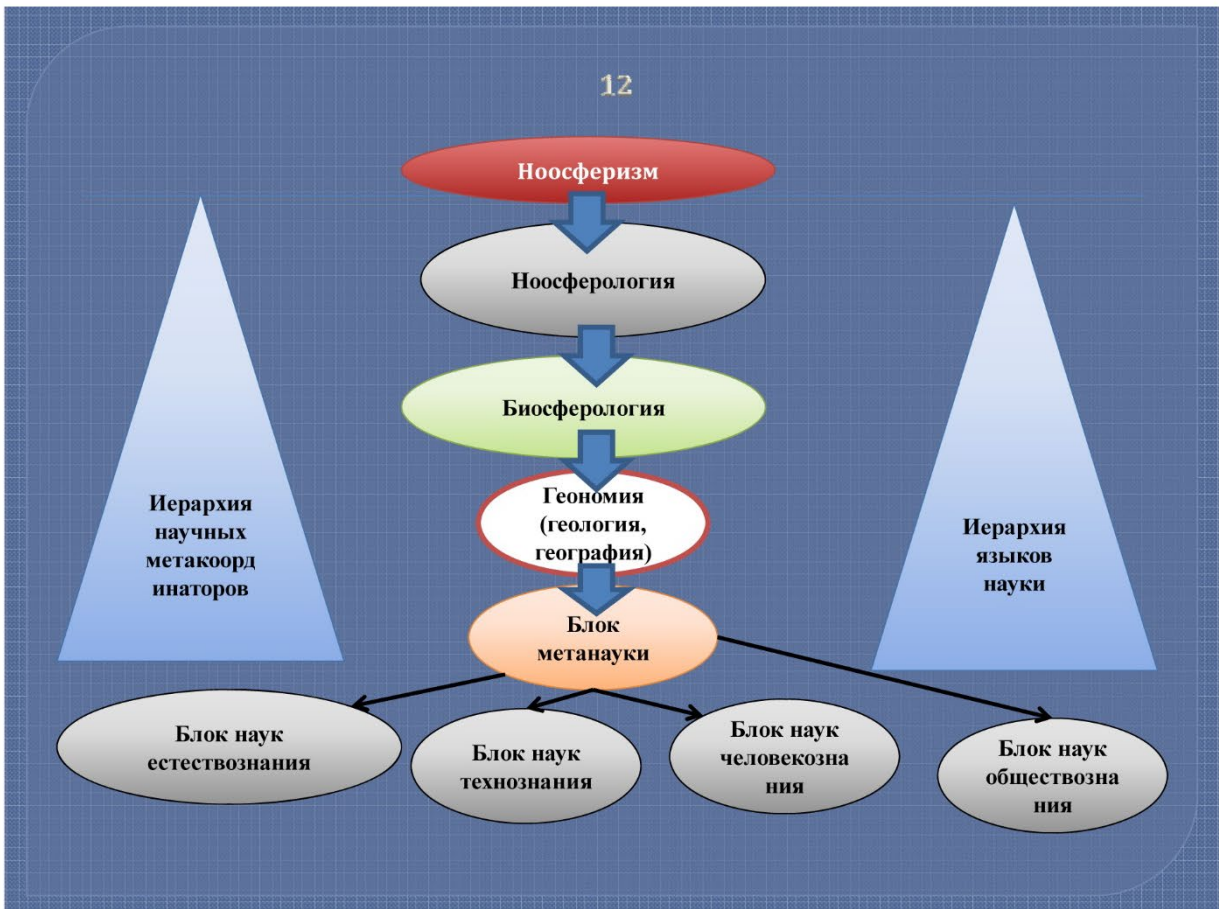 12
Ноосферизм
Ноосферология
Биосферология
Геономия
(геология,
география)
Иерархия
научных
метакоорд
инаторов
Иерархия
языков
науки
Блок
метанауки
Блок наук
естествознания
Блок наук
технознания
Блок наук
человекозна
ния
Блок наук
обществозна
ния